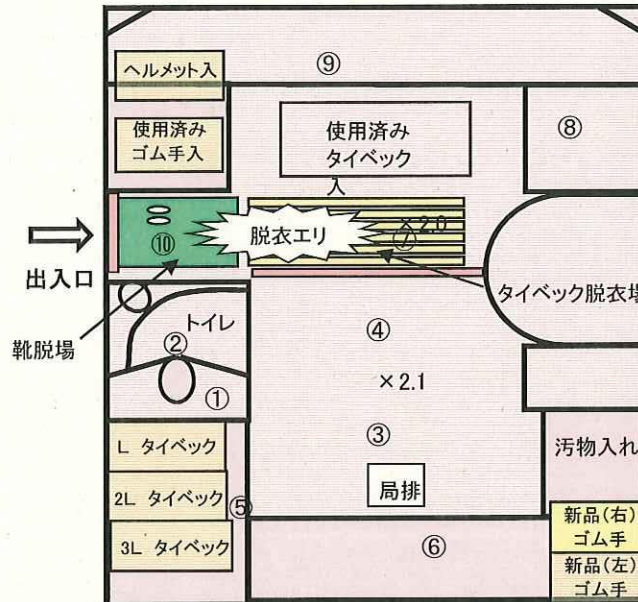 ⑨
ヘルメット入
使用済み
ゴム手入
使用済み
タイベック
入
⑧
⑩
脱衣エリ
⑦
×2.0
出入口
タイベック脱衣場
靴脱場
トイレ
②
①
④
×2.1
③
局排
L タイベック
2L タイベック
3L タイベック
⑤
⑥
汚物入れ
新品(右)
ゴム手
新品(左)
ゴム手